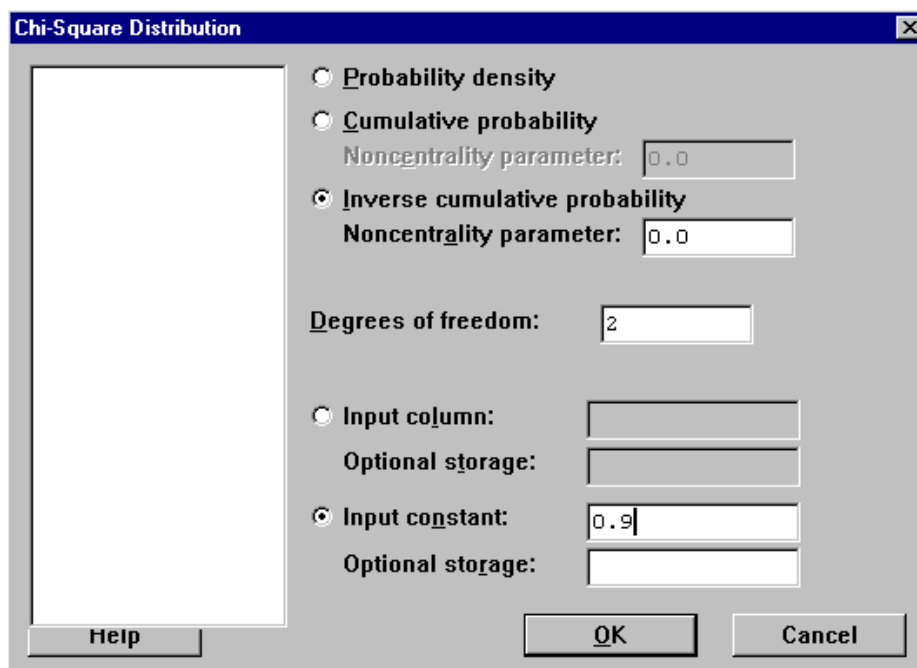 Chi-Square Distribution
Probability density
Cumulative probability
Noncentrality parameter: 0.0
Inverse cumulative probability
Noncentrality parameter: 0.0
Degrees of freedom: 2
Input column:
Optional storage:
Input constant: 0.9
Optional storage:
Help
OK
Cancel